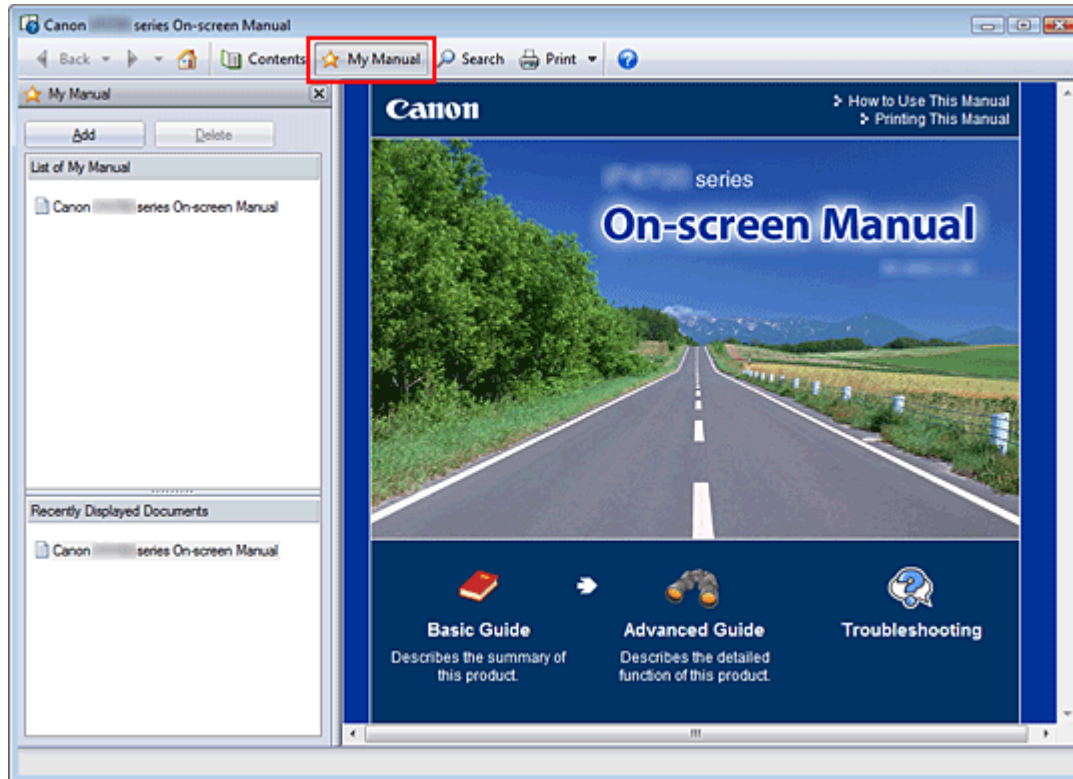 Canon series On-screen Manual
Back Contents My Manual Search Print
My Manual
Add Delete
List of My Manual
Canon series On-screen Manual
Recently Displayed Documents
Canon series On-screen Manual
Canon
How to Use This Manual
Printing This Manual
series
On-screen Manual
Basic Guide
Describes the summary of
this product.
Advanced Guide
Describes the detailed
function of this product.
Troubleshooting